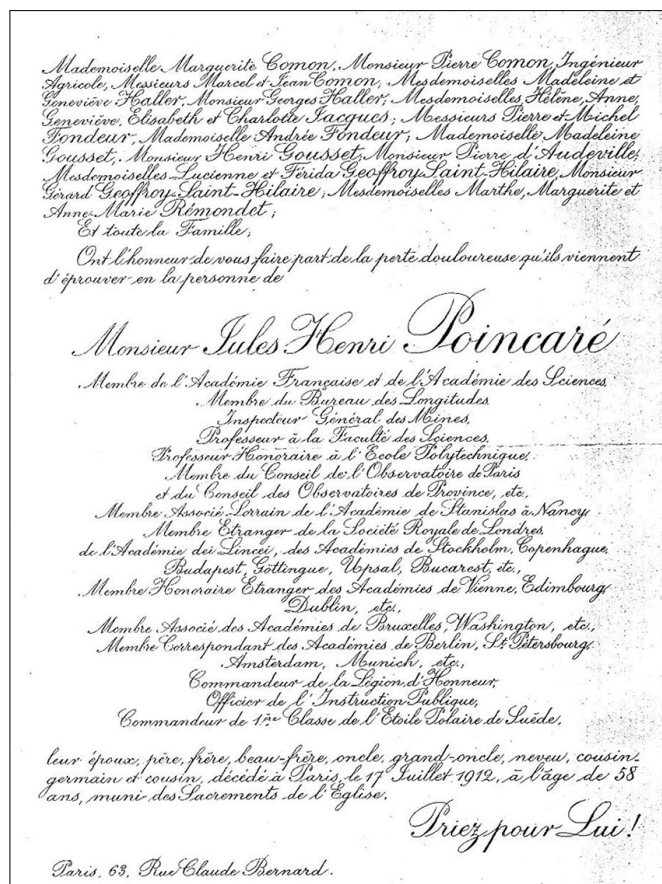 Mademoiselle Marguerite Comon, Monsieur Pierre Comon, Ingénieur
Agricole, Messieurs Marcel et Jean Comon; Mesdemoiselles Madeleine et
Geneviève Haller, Monsieur Georges Haller; Mesdemoiselles Hélène, Anne,
Geneviève, Elisabeth et Charlotte Jacques; Messieurs Pierre et Michel
Fondeur, Mademoiselle Andrée Fondeur; Mademoiselle Madeleine
Gousset, Monsieur Henri Gousset; Monsieur Pierre d'Audeville;
Mesdemoiselles Lucienne et Férida Geoffroy Saint-Hilaire, Monsieur
Gérard Geoffroy Saint-Hilaire; Mesdemoiselles Marthe, Marguerite et
Anne-Marie Rémondet;
Et toute la Famille;
Ont l'honneur de vous faire part de la perte douloureuse qu'ils viennent
d'éprouver en la personne de
Monsieur Jules Henri Poincaré
Membre de l'Académie Française et de l'Académie des Sciences,
Membre du Bureau des Longitudes,
Inspecteur Général des Mines,
Professeur à la Faculté des Sciences,
Professeur Honoraire à l'Ecole Polytechnique,
Membre du Conseil de l'Observatoire de Paris
et du Conseil des Observatoires de Province, etc,
Membre Associé Lorrain de l'Académie de Stanislas à Nancy,
Membre Etranger de la Société Royale de Londres,
de l'Académie dei Lincei, des Académies de Stockholm, Copenhague,
Budapest, Göttingue, Upsal, Bucarest, etc.,
Membre Honoraire Etranger des Académies de Vienne, Edimbourg,
Dublin, etc.,
Membre Associé des Académies de Bruxelles, Washington, etc.,
Membre Correspondant des Académies de Berlin, St Pétersbourg,
Amsterdam, Munich, etc.,
Commandeur de la Légion d'Honneur,
Officier de l'Instruction Publique,
Commandeur de 1ère Classe de l'Etoile Polaire de Suède,
leur époux, père, frère, beau-frère, oncle, grand-oncle, neveu, cousin-
germain et cousin, décédé à Paris, le 17 Juillet 1912, à l'âge de 58
ans, muni des Sacrements de l'Eglise.
Priez pour Lui!
Paris, 63, Rue Claude Bernard.